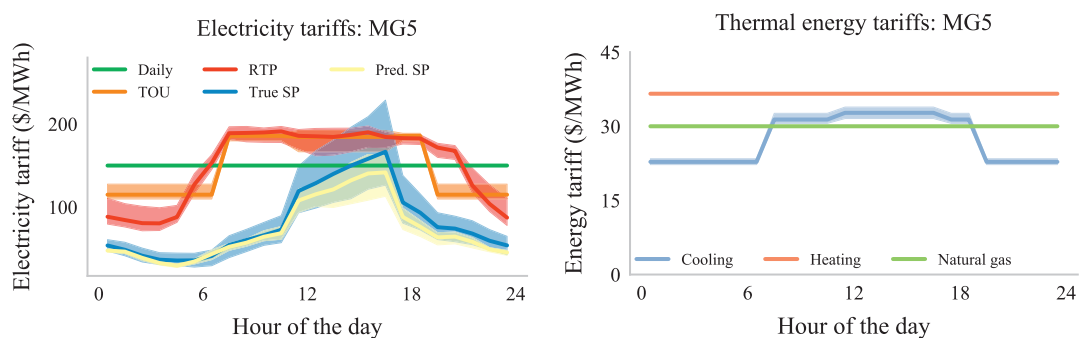 Electricity tariffs: MG5
Electricity tariff ($/MWh)
200
100
Daily
RTP
Pred. SP
TOU
True SP
0 6 12 18 24
Hour of the day
Thermal energy tariffs: MG5
Energy tariff ($/MWh)
45
30
15
0
Cooling
Heating
Natural gas
0 6 12 18 24
Hour of the day